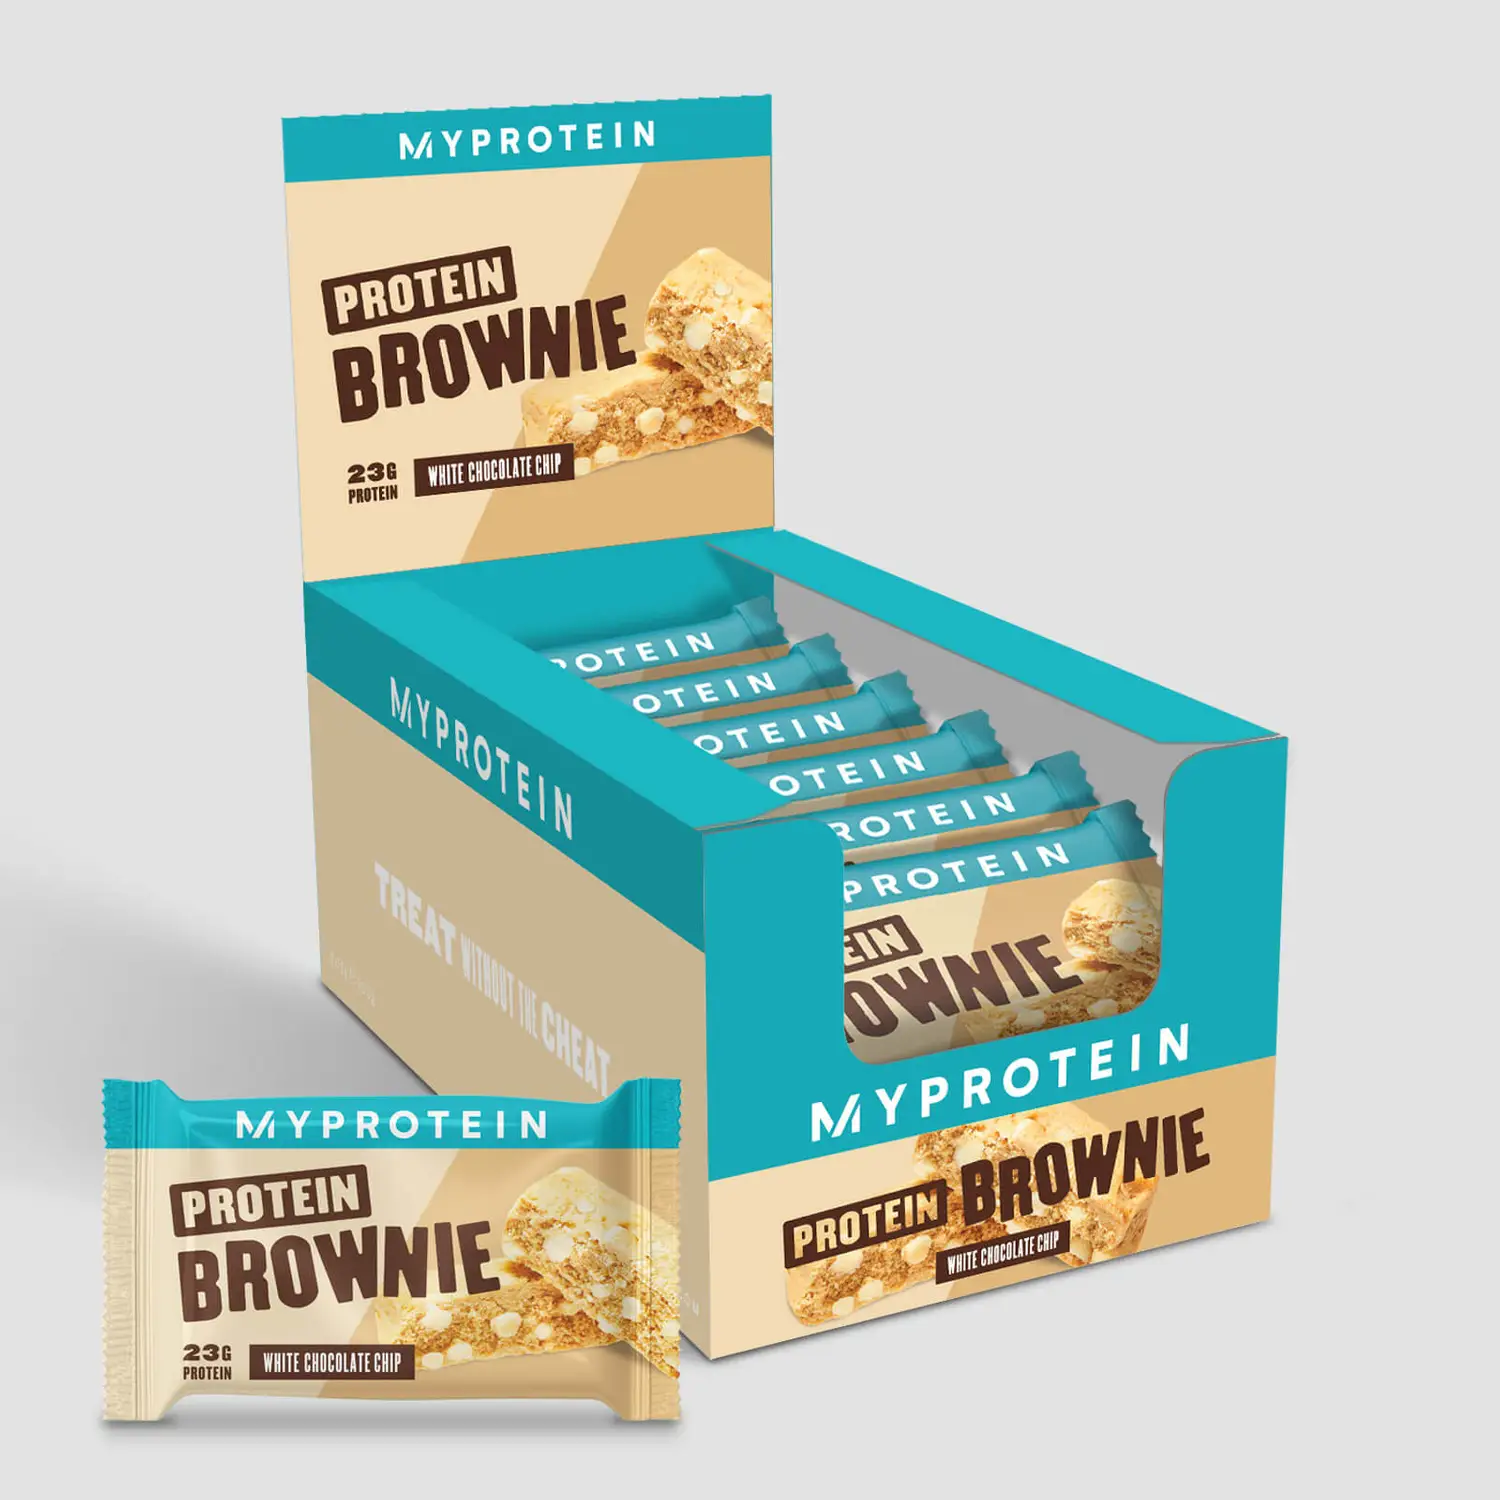 MYPROTEIN
PROTEIN
BROWNIE
23G
PROTEIN
WHITE CHOCOLATE CHIP
MYPROTEIN
TREAT WITHOUT THE CHEAT
OTEIN
OTEIN
OTEIN
OTEIN
ROTEIN
PROTEIN
EIN
OWNIE
MYPROTEIN
PROTEIN BROWNIE
WHITE CHOCOLATE CHIP
MYPROTEIN
PROTEIN
BROWNIE
23G
PROTEIN
WHITE CHOCOLATE CHIP